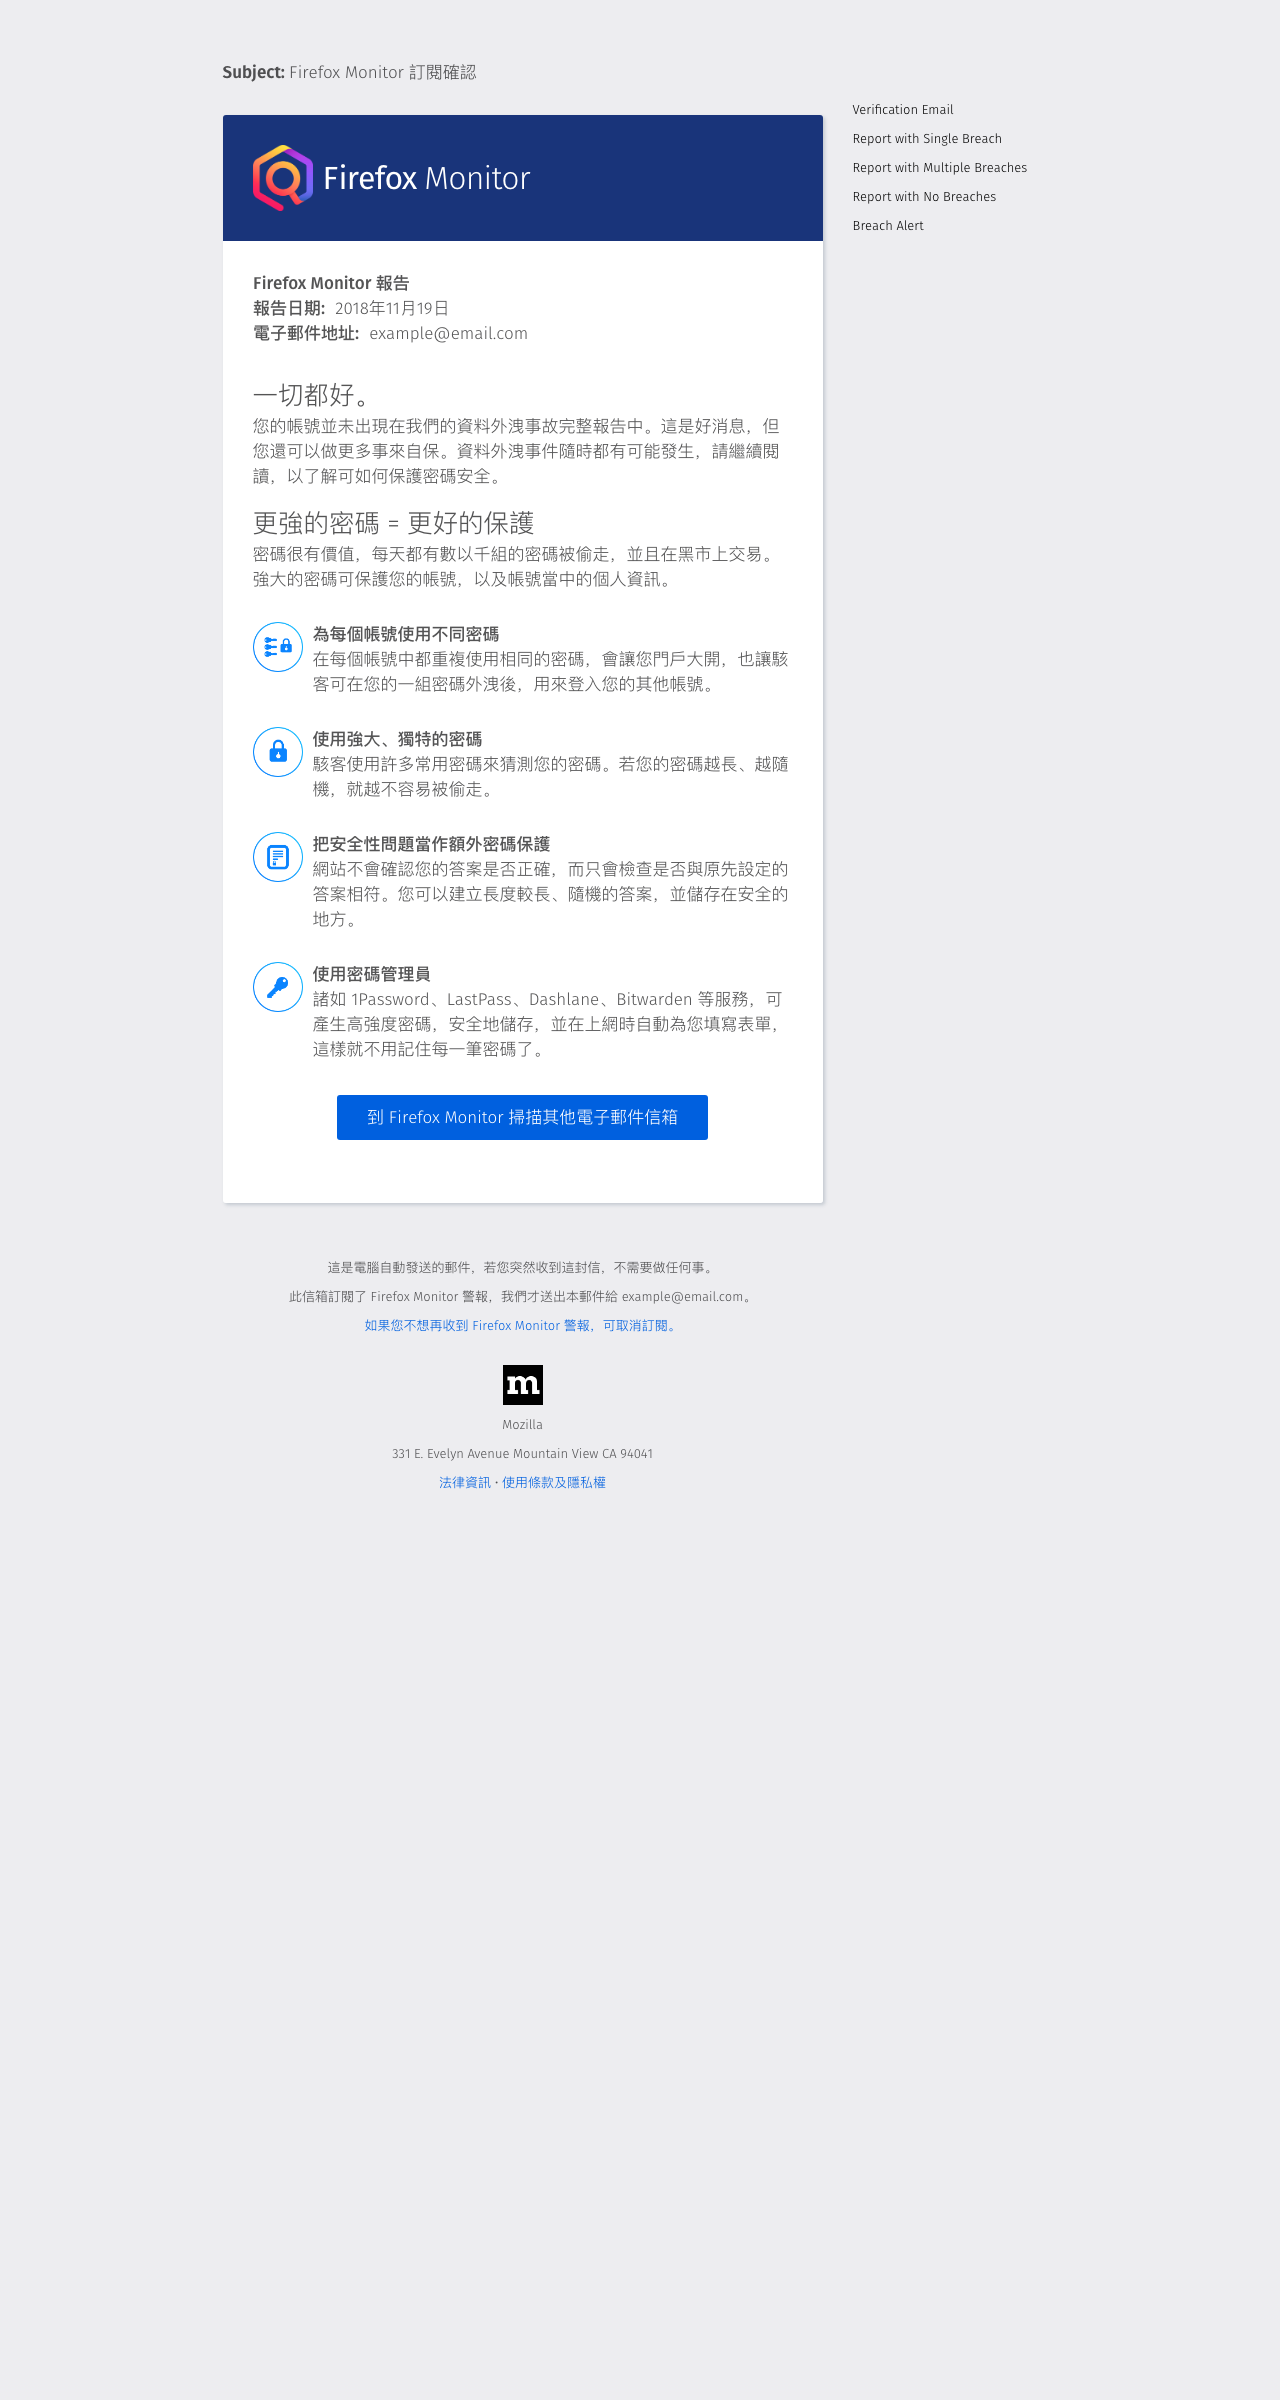 Subject: Firefox Monitor 訂閱確認
Verification Email
Report with Single Breach
Report with Multiple Breaches
Report with No Breaches
Breach Alert
Firefox Monitor
Firefox Monitor 報告
報告日期: 2018年11月19日
電子郵件地址: example@email.com
一切都好。
您的帳號並未出現在我們的資料外洩事故完整報告中。這是好消息，但
您還可以做更多事來自保。資料外洩事件隨時都有可能發生，請繼續閱
讀，以了解可如何保護密碼安全。
更強的密碼 = 更好的保護
密碼很有價值，每天都有數以千組的密碼被偷走，並且在黑市上交易。
強大的密碼可保護您的帳號，以及帳號當中的個人資訊。
為每個帳號使用不同密碼
在每個帳號中都重複使用相同的密碼，會讓您門戶大開，也讓駭
客可在您的一組密碼外洩後，用來登入您的其他帳號。
使用強大、獨特的密碼
駭客使用許多常用密碼來猜測您的密碼。若您的密碼越長、越隨
機，就越不容易被偷走。
把安全性問題當作額外密碼保護
網站不會確認您的答案是否正確，而只會檢查是否與原先設定的
答案相符。您可以建立長度較長、隨機的答案，並儲存在安全的
地方。
使用密碼管理員
諸如 1Password、LastPass、Dashlane、Bitwarden 等服務，可
產生高強度密碼，安全地儲存，並在上網時自動為您填寫表單，
這樣就不用記住每一筆密碼了。
到 Firefox Monitor 掃描其他電子郵件信箱
這是電腦自動發送的郵件，若您突然收到這封信，不需要做任何事。
此信箱訂閱了 Firefox Monitor 警報，我們才送出本郵件給 example@email.com。
如果您不想再收到 Firefox Monitor 警報，可取消訂閱。
m
Mozilla
331 E. Evelyn Avenue Mountain View CA 94041
法律資訊 · 使用條款及隱私權